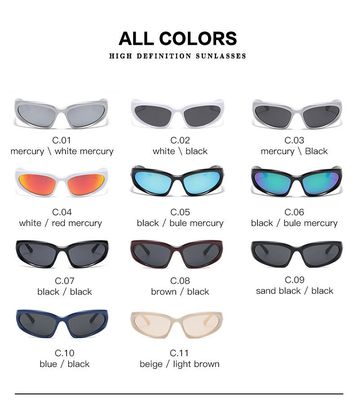 ALL COLORS
HIGH DEFINITION SUNLASSES
C.01
mercury \ white mercury
C.02
white \ black
C.03
mercury \ Black
C.04
white / red mercury
C.05
black / bule mercury
C.06
black / bule mercury
C.07
black / black
C.08
brown / black
C.09
sand black / black
C.10
blue / black
C.11
beige / light brown